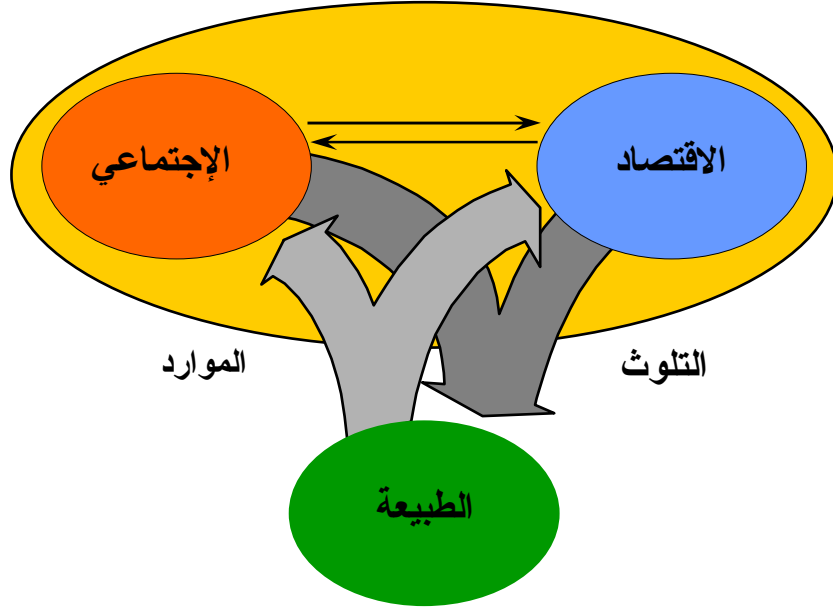 الاقتصاد
الإجتماعي
التلوث
الموارد
الطبيعة